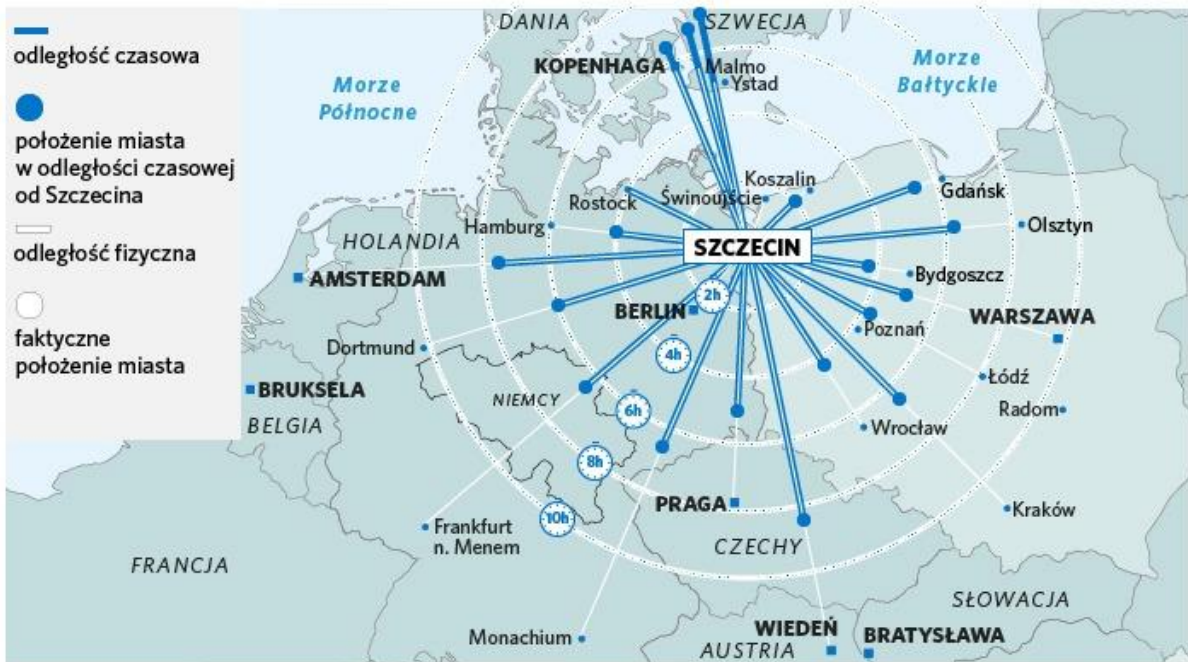 odległość czasowa
położenie miasta
w odległości czasowej
od Szczecina
odległość fizyczna
faktyczne
położenie miasta
DANIA
SZWECJA
KOPENHAGA
Malmo
Ystad
Morze
Północne
Morze
Bałtyckie
Koszalin
Świnoujście
Gdańsk
Rostock
Hamburg
Olsztyn
HOLANDIA
SZCZECIN
AMSTERDAM
Bydgoszcz
2h
BERLIN
Poznań
WARSZAWA
Dortmund
4h
Łódź
BRUKSELA
NIEMCY
6h
Radom
BELGIA
Wrocław
8h
PRAGA
10h
Kraków
Frankfurt
n. Menem
CZECHY
FRANCJA
SŁOWACJA
Monachium
WIEDEŃ
BRATYSŁAWA
AUSTRIA